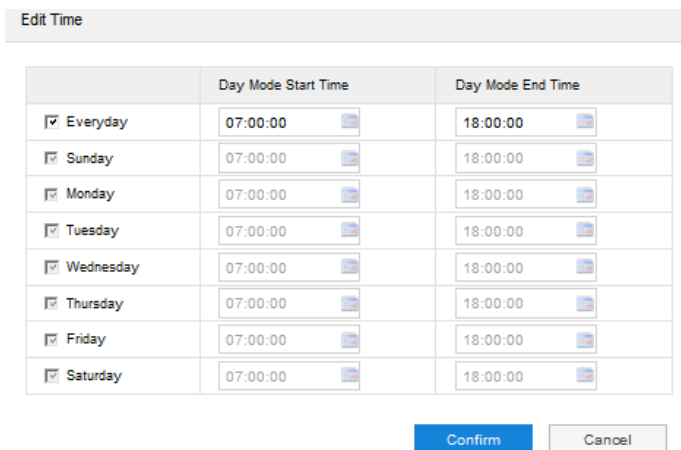 Edit Time
Day Mode Start Time Day Mode End Time
Everyday 07:00:00 18:00:00
Sunday 07:00:00 18:00:00
Monday 07:00:00 18:00:00
Tuesday 07:00:00 18:00:00
Wednesday 07:00:00 18:00:00
Thursday 07:00:00 18:00:00
Friday 07:00:00 18:00:00
Saturday 07:00:00 18:00:00
Confirm Cancel